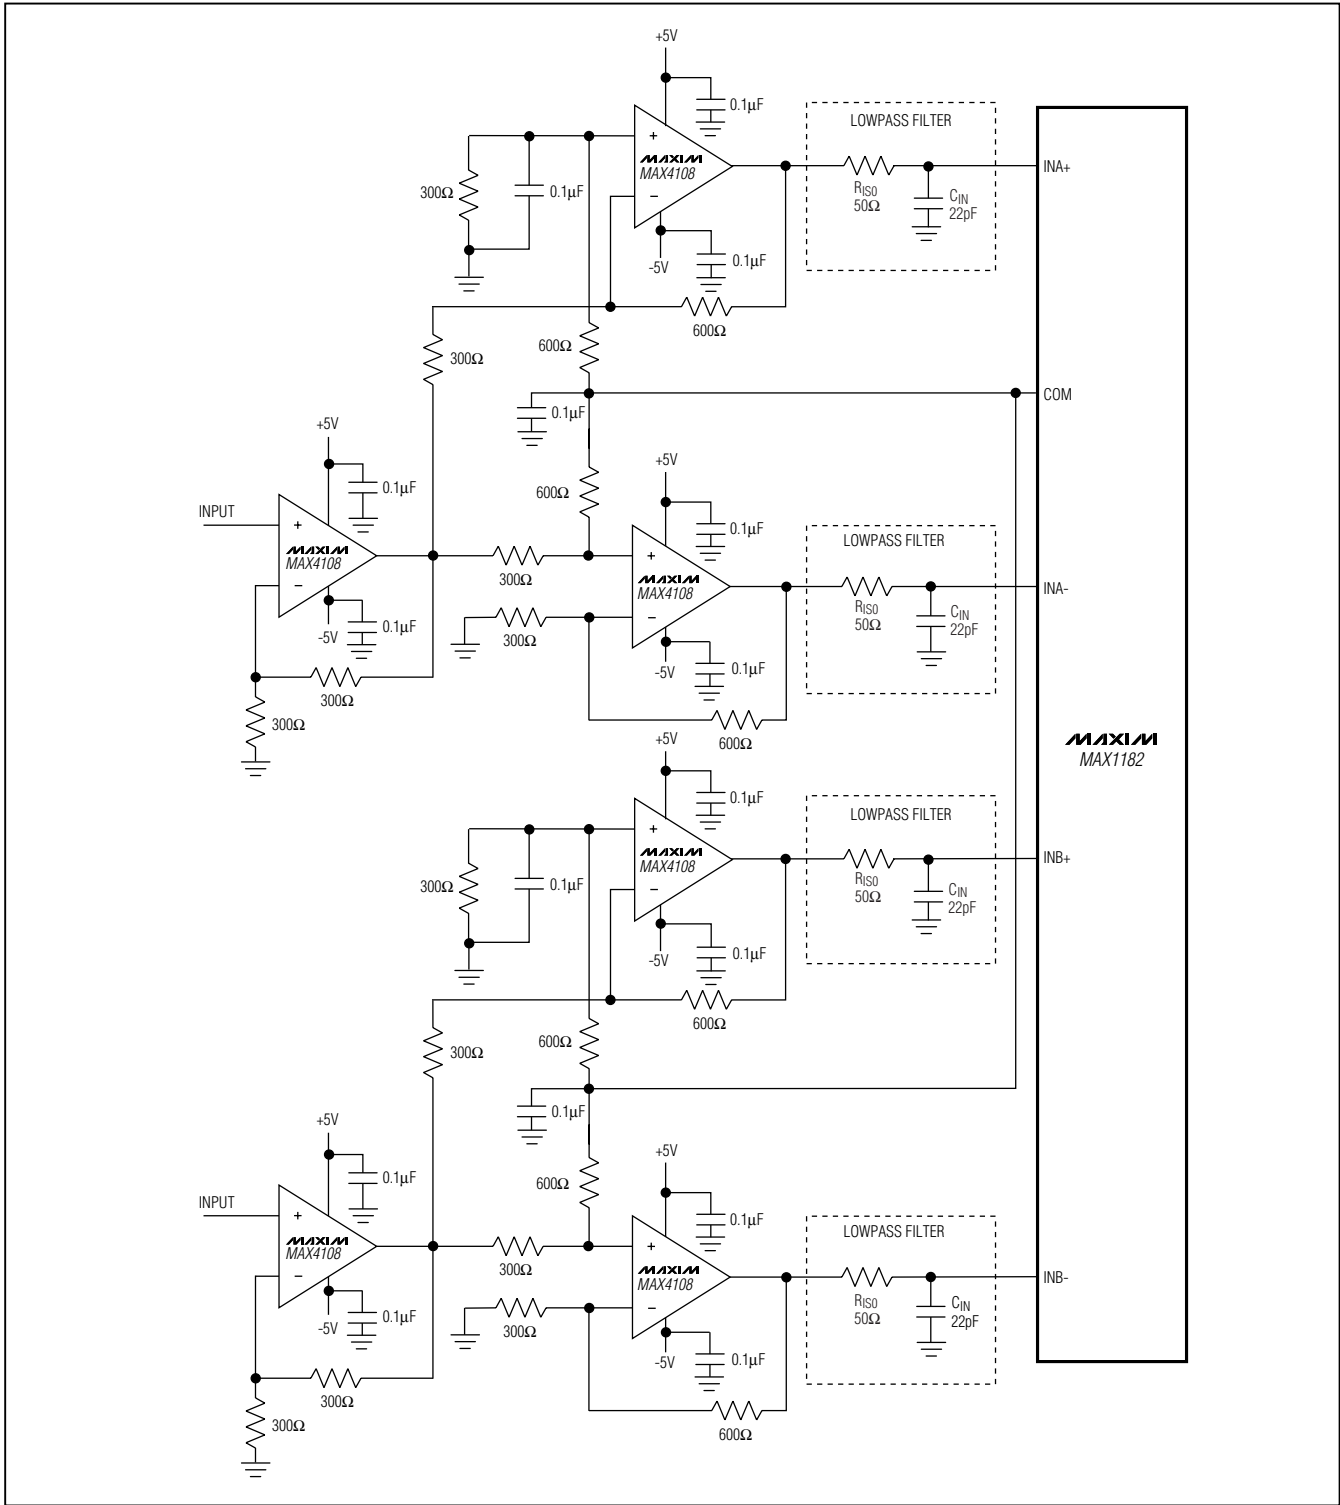 +5V
0.1µF
LOWPASS FILTER
+
MAXIM
MAX4108
INA+
300Ω
0.1µF
RISO
50Ω
CIN
22pF
−
-5V
0.1µF
600Ω
600Ω
300Ω
COM
0.1µF
+5V
+5V
0.1µF
600Ω
0.1µF
LOWPASS FILTER
INPUT
+
MAXIM
MAX4108
+
MAXIM
MAX4108
300Ω
INA-
−
RISO
50Ω
CIN
22pF
−
-5V
0.1µF
300Ω
-5V
0.1µF
300Ω
300Ω
600Ω
MAXIM
MAX1182
+5V
0.1µF
LOWPASS FILTER
+
MAXIM
MAX4108
INB+
300Ω
0.1µF
RISO
50Ω
CIN
22pF
−
-5V
0.1µF
600Ω
600Ω
300Ω
0.1µF
+5V
+5V
0.1µF
600Ω
0.1µF
LOWPASS FILTER
INPUT
+
MAXIM
MAX4108
+
MAXIM
MAX4108
300Ω
INB-
−
RISO
50Ω
CIN
22pF
−
-5V
0.1µF
300Ω
-5V
0.1µF
300Ω
300Ω
600Ω